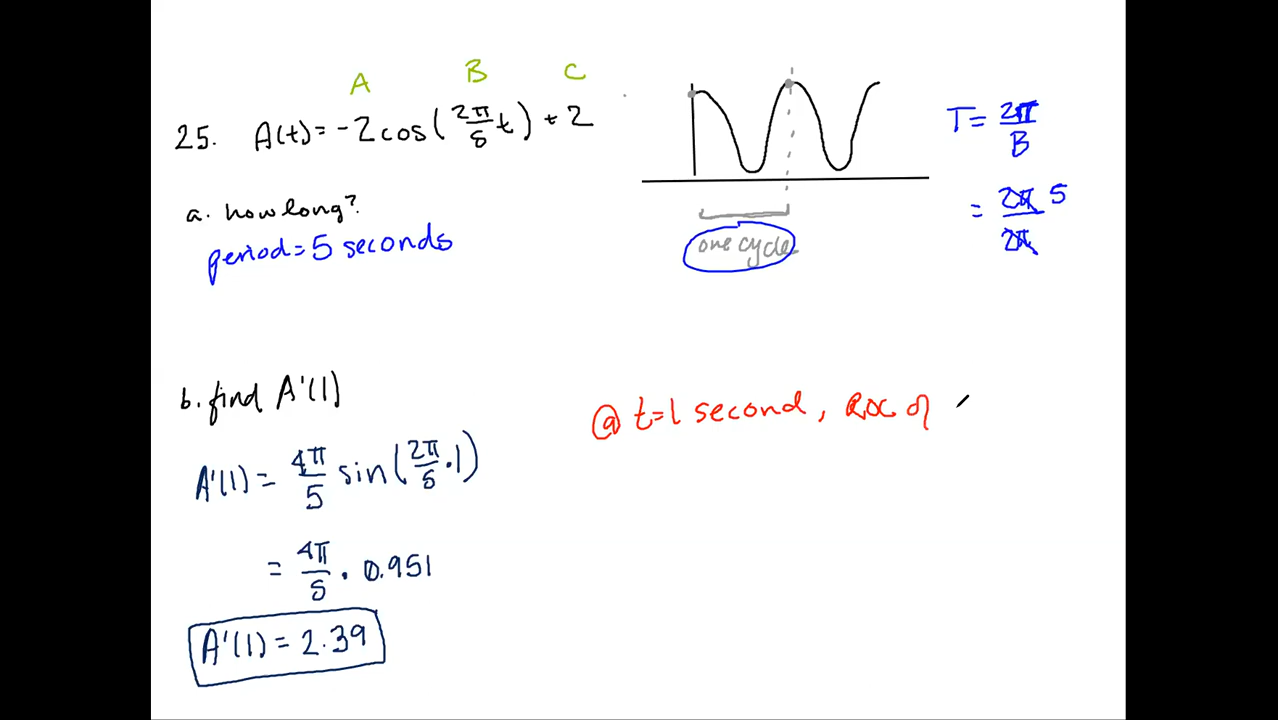 A B C
25. A(t)= -2cos(2π/5 t) + 2
a. how long?
period = 5 seconds
one cycle
T = 2π/B
= 2π/2π 5
b. find A'(1)
A'(1) = 4π/5 sin(2π/5 · 1)
= 4π/5 · 0.951
A'(1) = 2.39
@ t=1 second, ROC of